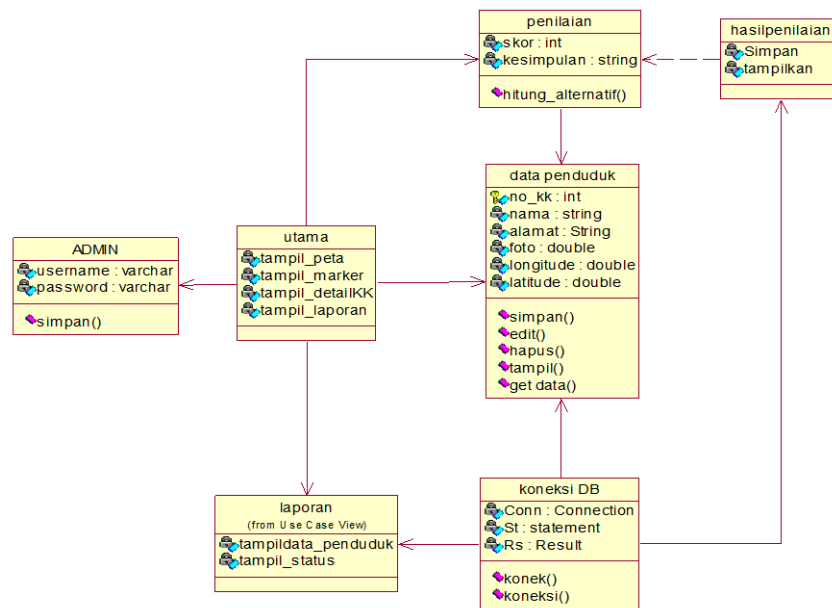 penilaian
skor : int
kesimpulan : string
hitung_alternatif()
hasilpenilaian
Simpan
tampilkan
data penduduk
no_kk : int
nama : string
alamat : String
foto : double
longitude : double
latitude : double
simpan()
edit()
hapus()
tampil()
get data()
utama
tampil_peta
tampil_marker
tampil_detailKK
tampil_laporan
ADMIN
username : varchar
password : varchar
simpan()
laporan
(from Use Case View)
tampildata_penduduk
tampil_status
koneksi DB
Conn : Connection
St : statement
Rs : Result
konek()
koneksi()